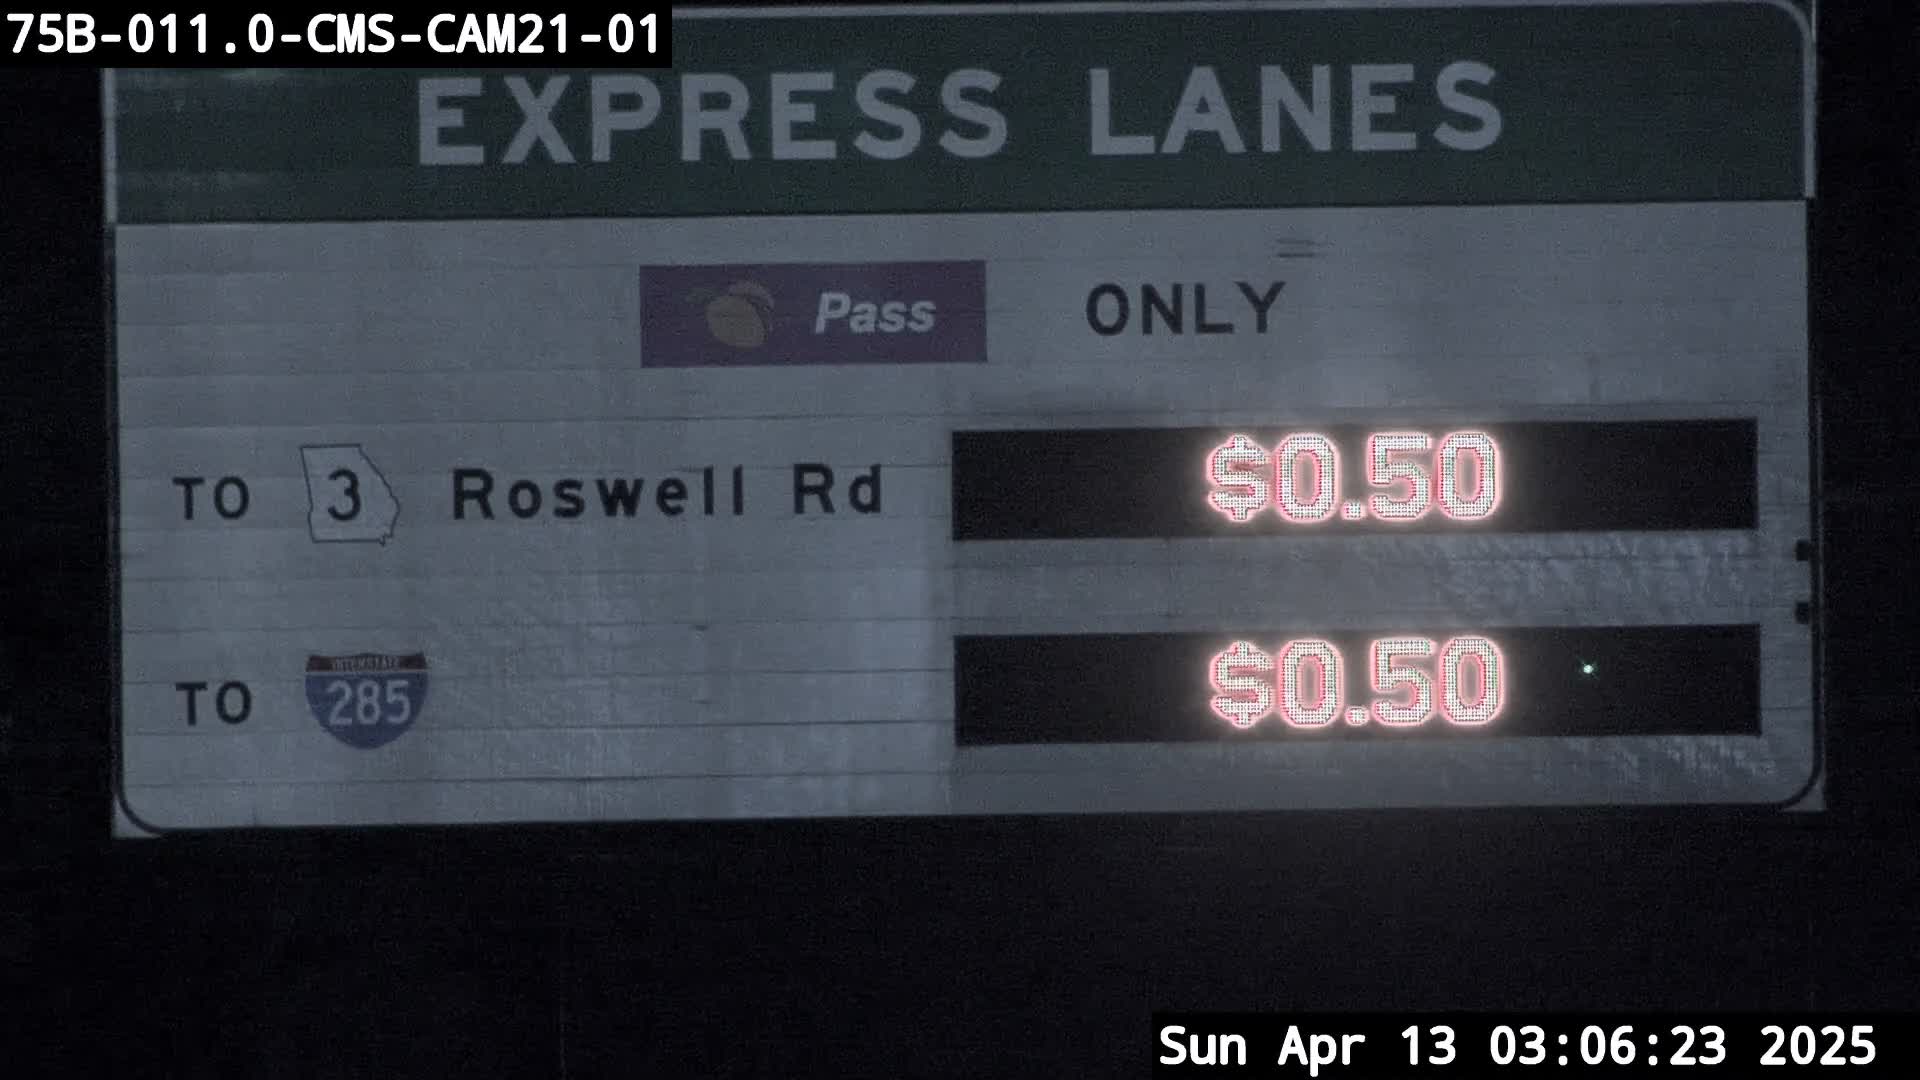 75B-011.0-CMS-CAM21-01
EXPRESS LANES
Pass ONLY
TO 3 Roswell Rd $0.50
INTERSTATE
TO 285 $0.50
Sun Apr 13 03:06:23 2025